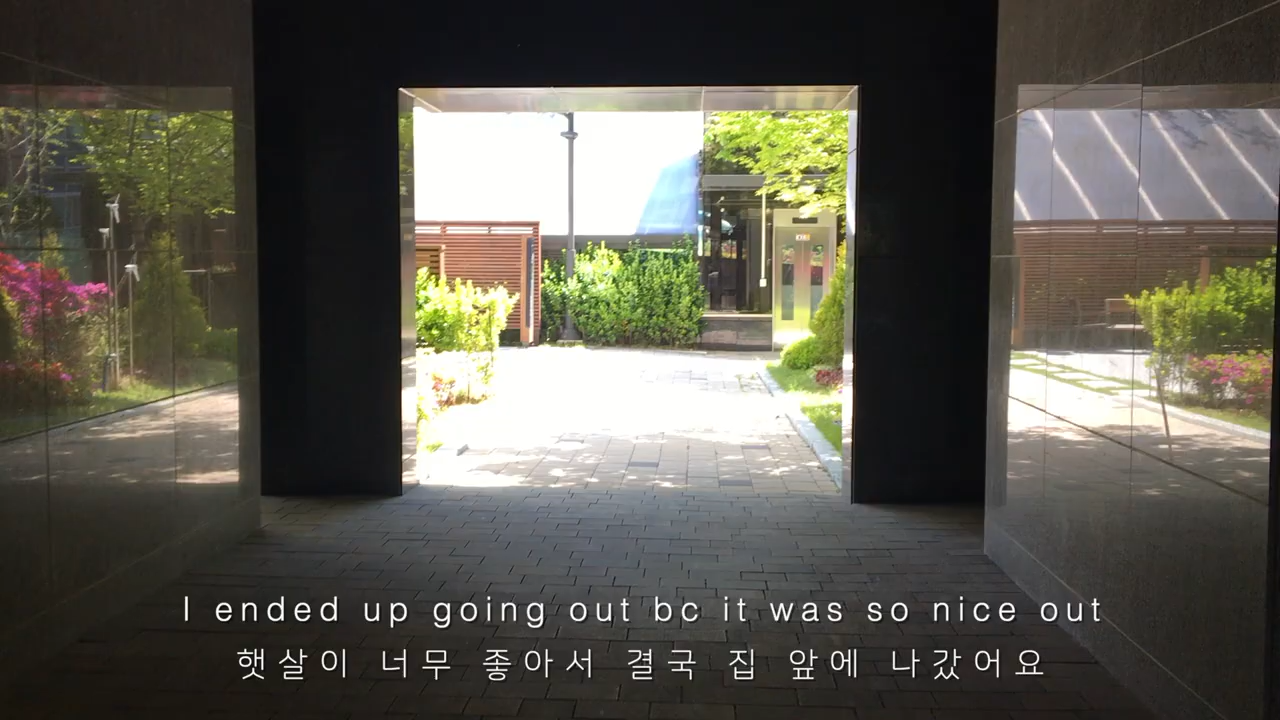 I ended up going out bc it was so nice out
햇살이 너무 좋아서 결국 집 앞에 나갔어요